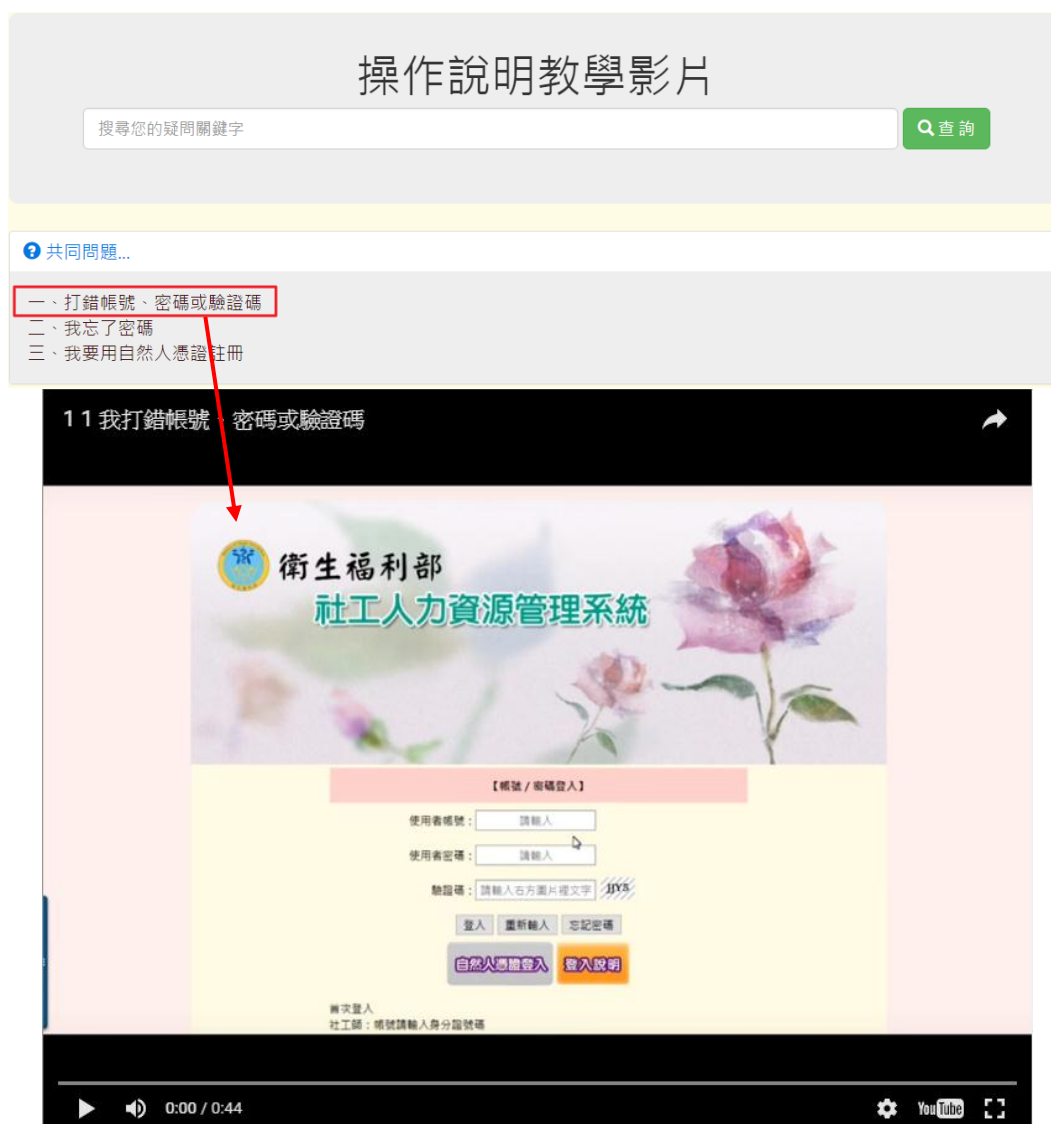 操作說明教學影片
搜尋您的疑問關鍵字
查詢
共同問題...
一、打錯帳號、密碼或驗證碼
二、我忘了密碼
三、我要用自然人憑證註冊
11我打錯帳號、密碼或驗證碼
衛生福利部
社工人力資源管理系統
【帳號/密碼登入】
使用者帳號：請輸入
使用者密碼：請輸入
驗證碼：請輸入右方圖片裡文字
登入 重新輸入 忘記密碼
自然人憑證登入 登入說明
首次登入
社工師：帳號請輸入身分證號碼
0:00 / 0:44
YouTube